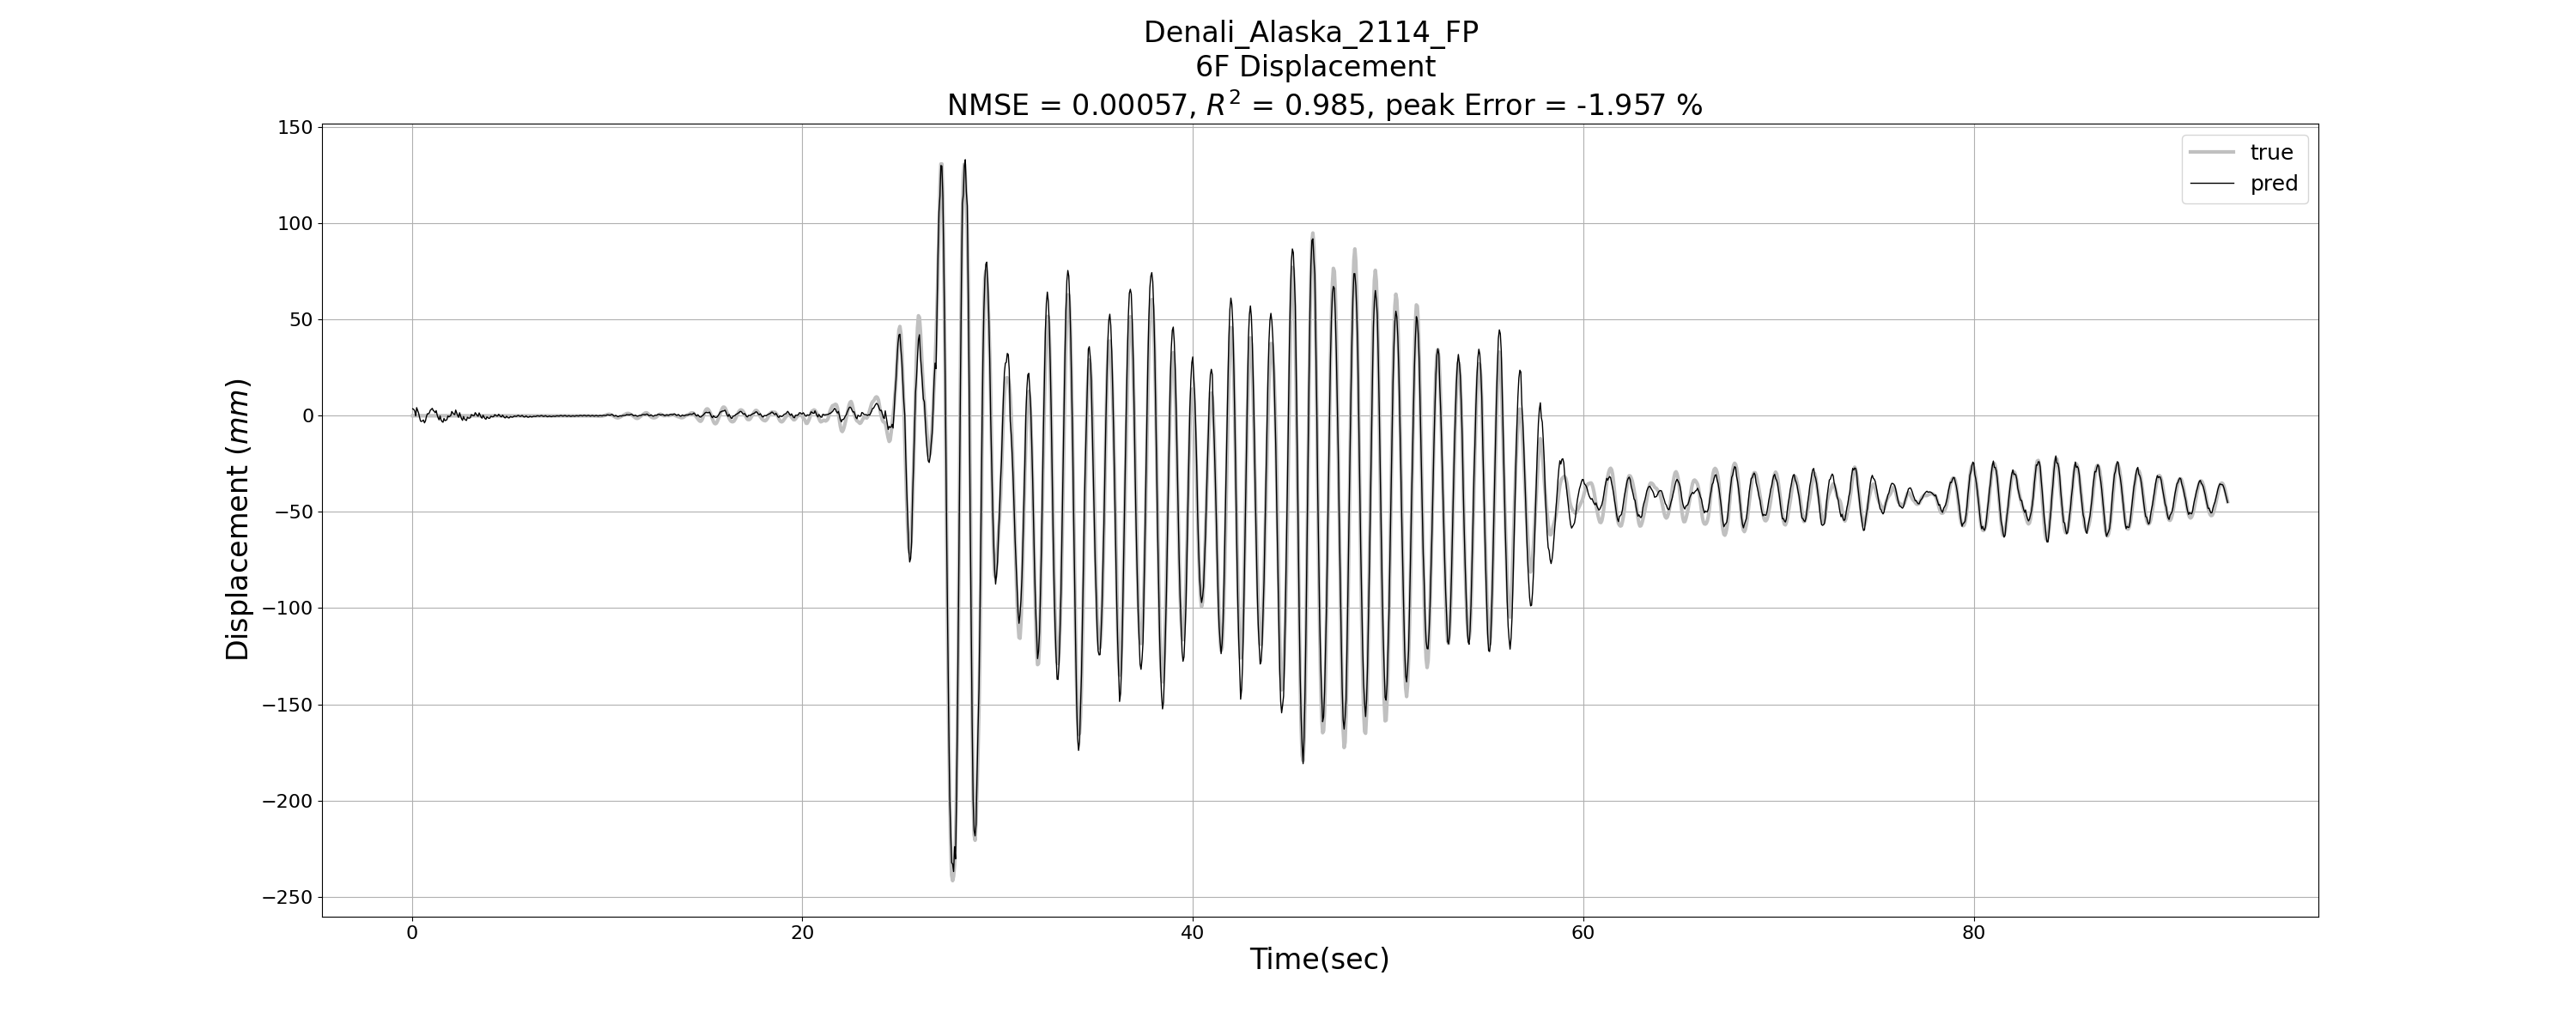 Denali_Alaska_2114_FP
6F Displacement
NMSE = 0.00057, R² = 0.985, peak Error = -1.957 %
true
pred
150
100
50
0
−50
−100
−150
−200
−250
Displacement (mm)
0 20 40 60 80
Time(sec)